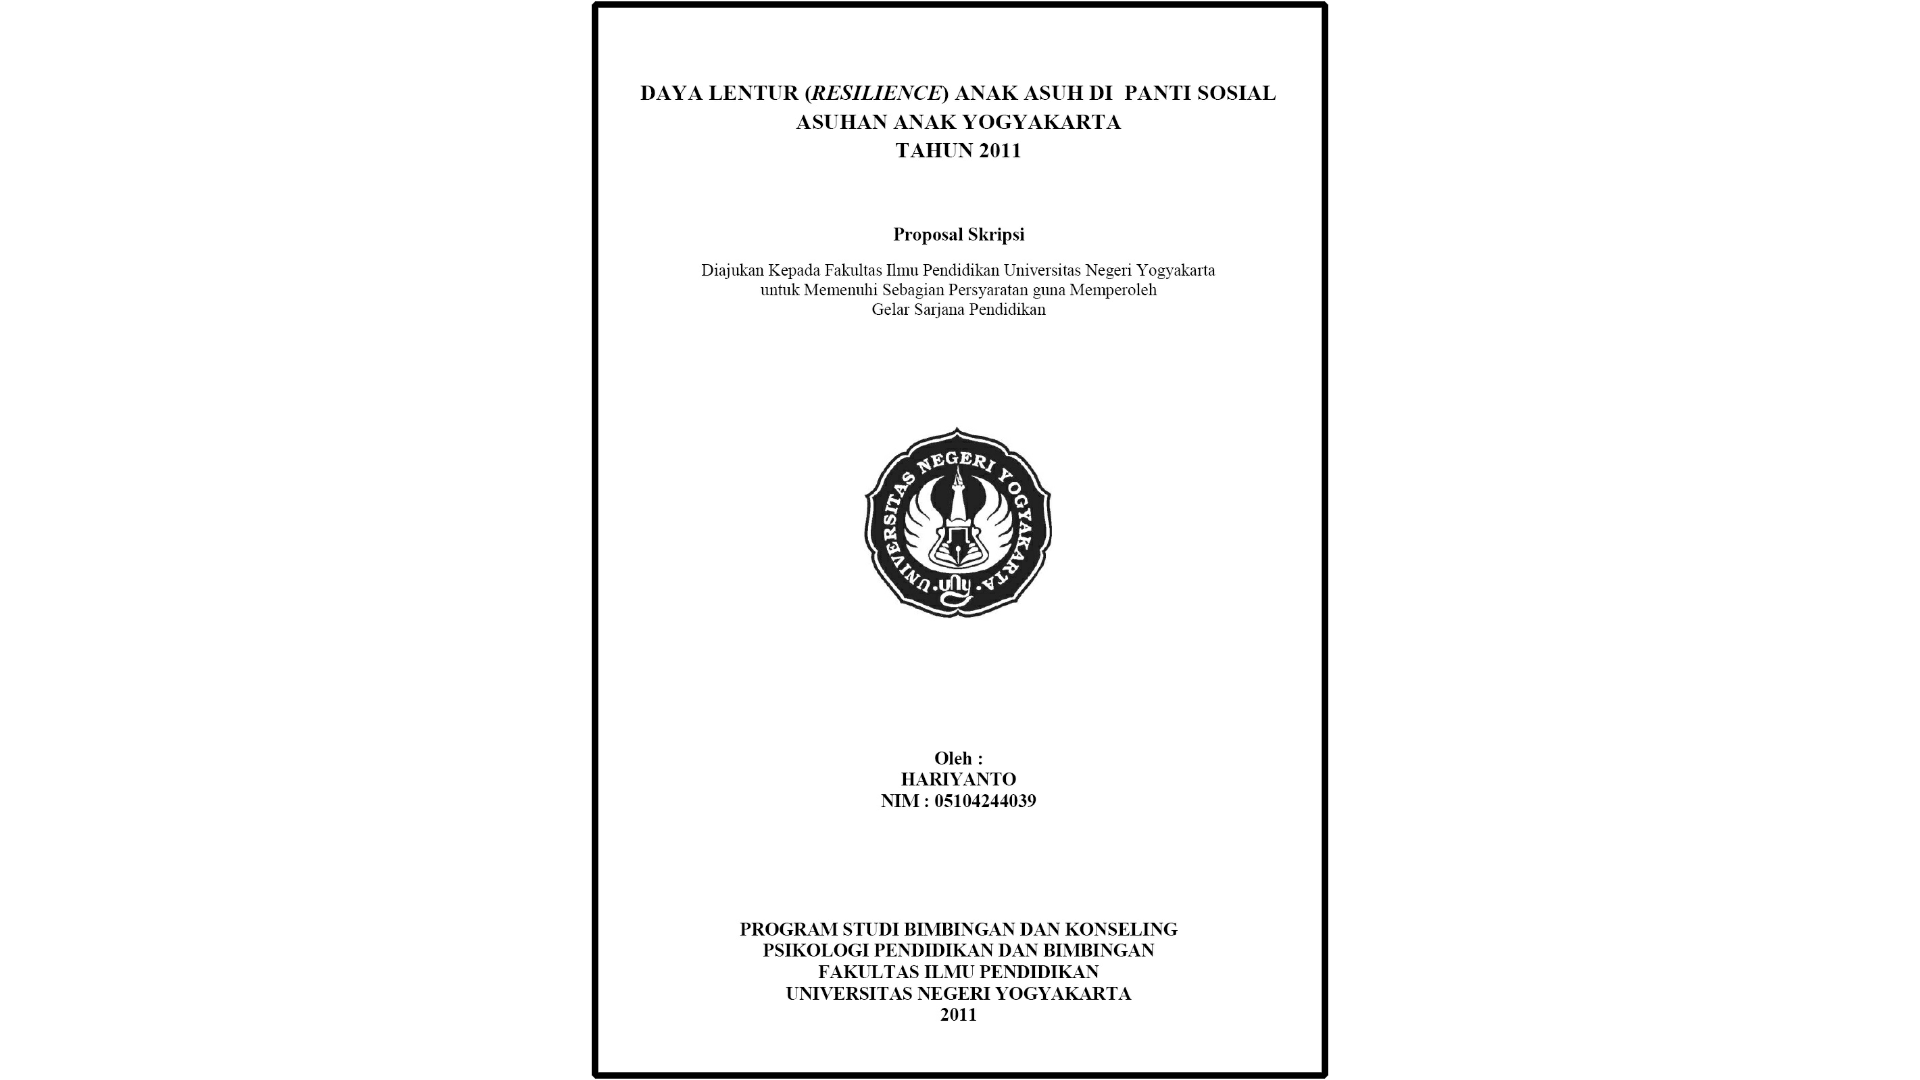 DAYA LENTUR (RESILIENCE) ANAK ASUH DI  PANTI SOSIAL
ASUHAN ANAK YOGYAKARTA
TAHUN 2011
Proposal Skripsi
Diajukan Kepada Fakultas Ilmu Pendidikan Universitas Negeri Yogyakarta
untuk Memenuhi Sebagian Persyaratan guna Memperoleh
Gelar Sarjana Pendidikan
UNIVERSITAS NEGERI YOGYAKARTA
uny
Oleh :
HARIYANTO
NIM : 05104244039
PROGRAM STUDI BIMBINGAN DAN KONSELING
PSIKOLOGI PENDIDIKAN DAN BIMBINGAN
FAKULTAS ILMU PENDIDIKAN
UNIVERSITAS NEGERI YOGYAKARTA
2011